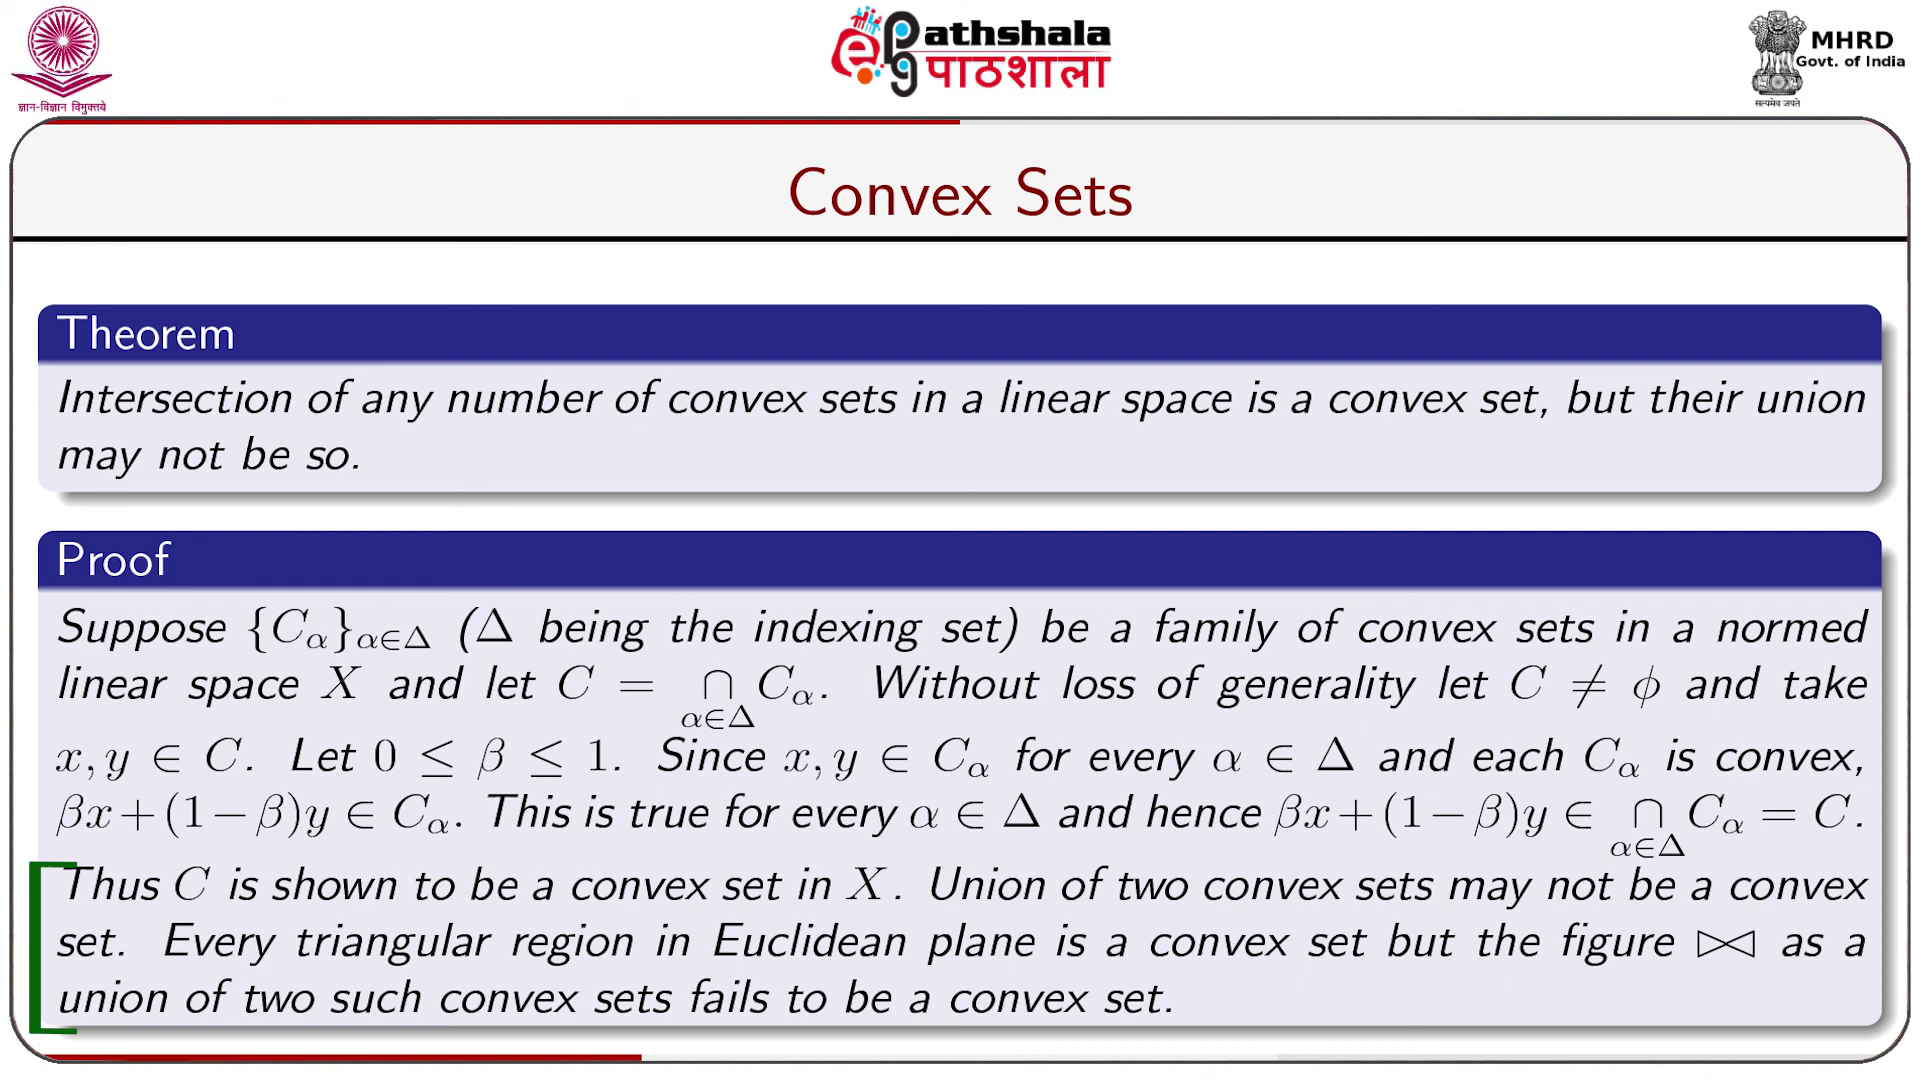 ज्ञान-विज्ञान विमुक्तये
e pg athshala
पाठशाला
MHRD
Govt. of India
सत्यमेव जयते
Convex Sets
Theorem
Intersection of any number of convex sets in a linear space is a convex set, but their union
may not be so.
Proof
Suppose {C_α}_{α∈Δ} (Δ being the indexing set) be a family of convex sets in a normed
linear space X and let C = ∩_{α∈Δ} C_α. Without loss of generality let C ≠ ϕ and take
x, y ∈ C. Let 0 ≤ β ≤ 1. Since x, y ∈ C_α for every α ∈ Δ and each C_α is convex,
βx+(1−β)y ∈ C_α. This is true for every α ∈ Δ and hence βx+(1−β)y ∈ ∩_{α∈Δ} C_α = C.
Thus C is shown to be a convex set in X. Union of two convex sets may not be a convex
set. Every triangular region in Euclidean plane is a convex set but the figure ⋈ as a
union of two such convex sets fails to be a convex set.